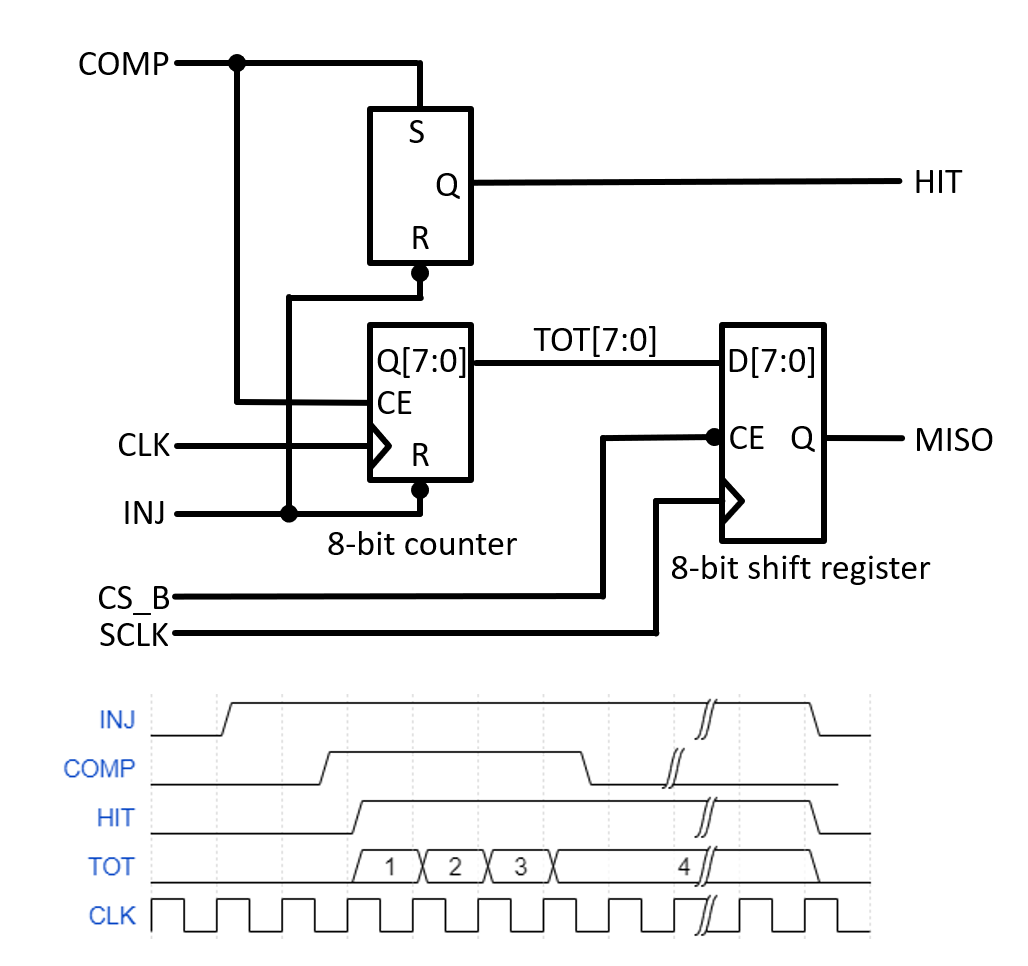 COMP
S
Q
HIT
R
TOT[7:0]
Q[7:0]
D[7:0]
CE
CLK
R
CE Q
MISO
INJ
8-bit counter
8-bit shift register
CS_B
SCLK
INJ
COMP
HIT
TOT 1 2 3 4
CLK